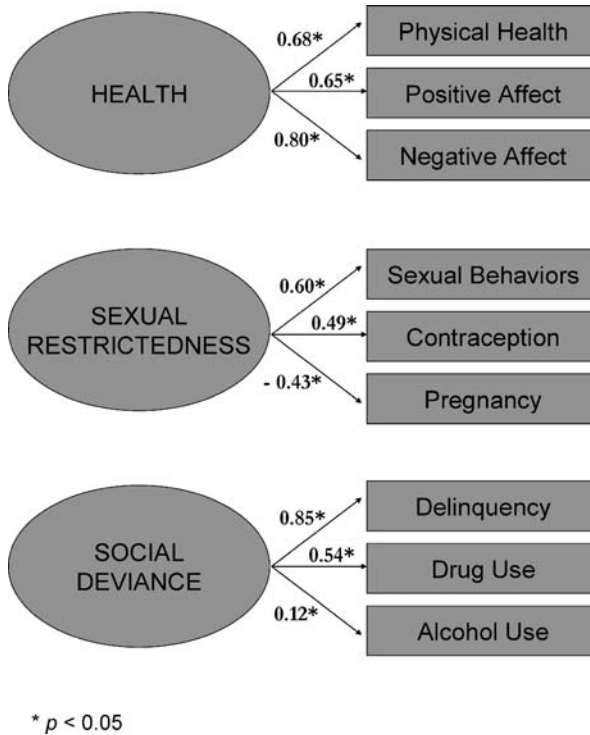 0.68*
Physical Health
HEALTH
0.65*
Positive Affect
0.80*
Negative Affect
0.60*
Sexual Behaviors
SEXUAL
RESTRICTEDNESS
0.49*
Contraception
- 0.43*
Pregnancy
0.85*
Delinquency
SOCIAL
DEVIANCE
0.54*
Drug Use
0.12*
Alcohol Use
* p < 0.05